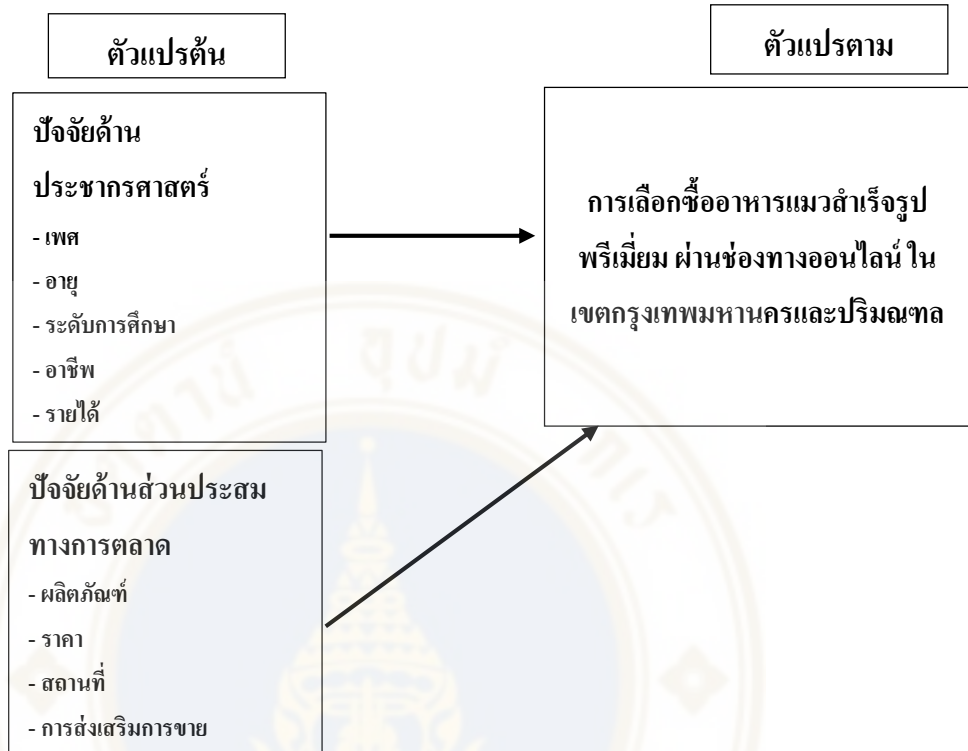 ตัวแปรต้น
ตัวแปรตาม
ปัจจัยด้าน
ประชากรศาสตร์
- เพศ
- อายุ
- ระดับการศึกษา
- อาชีพ
- รายได้
การเลือกซื้ออาหารแมวสำเร็จรูป
พรีเมี่ยม ผ่านช่องทางออนไลน์ ใน
เขตกรุงเทพมหานครและปริมณฑล
ปัจจัยด้านส่วนประสม
ทางการตลาด
- ผลิตภัณฑ์
- ราคา
- สถานที่
- การส่งเสริมการขาย